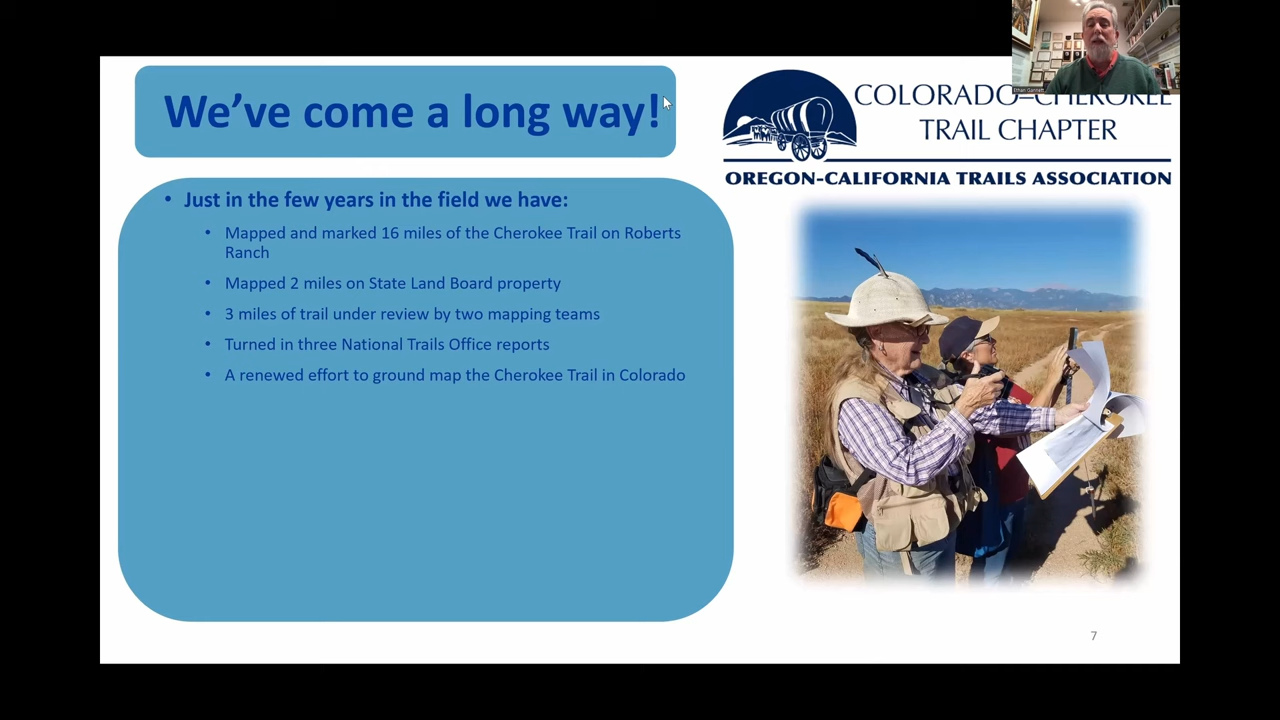 We've come a long way!
COLORADO–CHEROKEE
TRAIL CHAPTER
OREGON-CALIFORNIA TRAILS ASSOCIATION
• Just in the few years in the field we have:
• Mapped and marked 16 miles of the Cherokee Trail on Roberts
Ranch
• Mapped 2 miles on State Land Board property
• 3 miles of trail under review by two mapping teams
• Turned in three National Trails Office reports
• A renewed effort to ground map the Cherokee Trail in Colorado
7